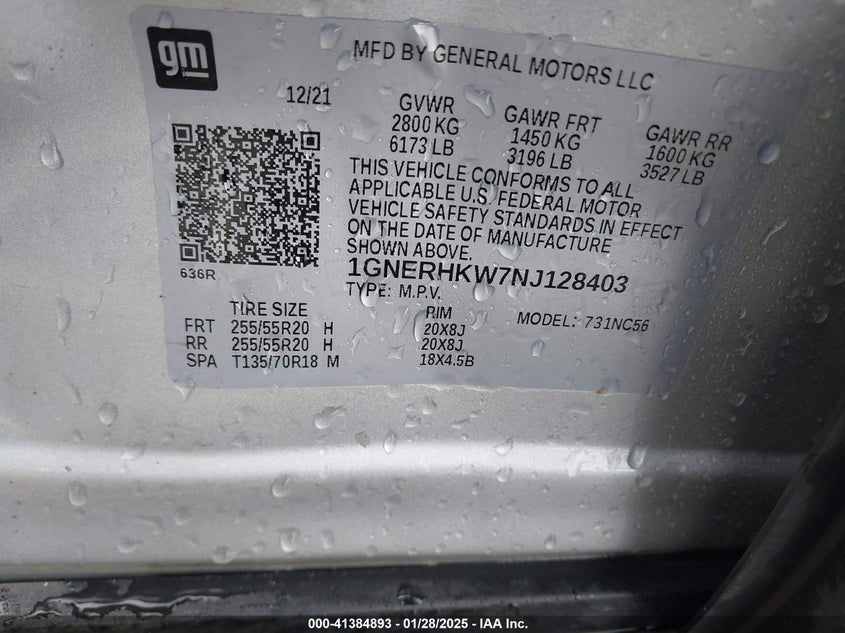 gm
MFD BY GENERAL MOTORS LLC
12/21
GVWR
2800 KG
6173 LB
GAWR FRT
1450 KG
3196 LB
GAWR RR
1600 KG
3527 LB
THIS VEHICLE CONFORMS TO ALL
APPLICABLE U.S. FEDERAL MOTOR
VEHICLE SAFETY STANDARDS IN EFFECT
ON THE DATE OF MANUFACTURE
SHOWN ABOVE.
636R
1GNERHKW7NJ128403
TYPE: M.P.V.
MODEL: 731NC56
TIRE SIZE RIM
FRT 255/55R20 H 20X8J
RR 255/55R20 H 20X8J
SPA T135/70R18 M 18X4.5B
000-41384893 - 01/28/2025 - IAA Inc.